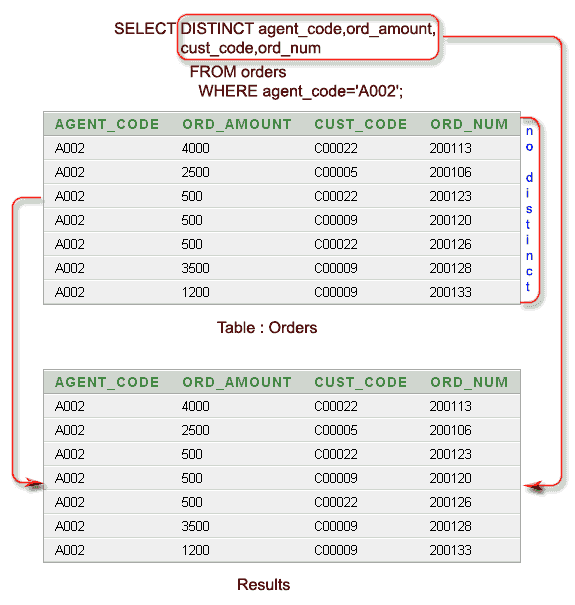 SELECT DISTINCT agent_code,ord_amount,
cust_code,ord_num
FROM orders
WHERE agent_code='A002';
AGENT_CODE ORD_AMOUNT CUST_CODE ORD_NUM
A002 4000 C00022 200113
A002 2500 C00005 200106
A002 500 C00022 200123
A002 500 C00009 200120
A002 500 C00022 200126
A002 3500 C00009 200128
A002 1200 C00009 200133
no distinct
Table : Orders
AGENT_CODE ORD_AMOUNT CUST_CODE ORD_NUM
A002 4000 C00022 200113
A002 2500 C00005 200106
A002 500 C00022 200123
A002 500 C00009 200120
A002 500 C00022 200126
A002 3500 C00009 200128
A002 1200 C00009 200133
Results